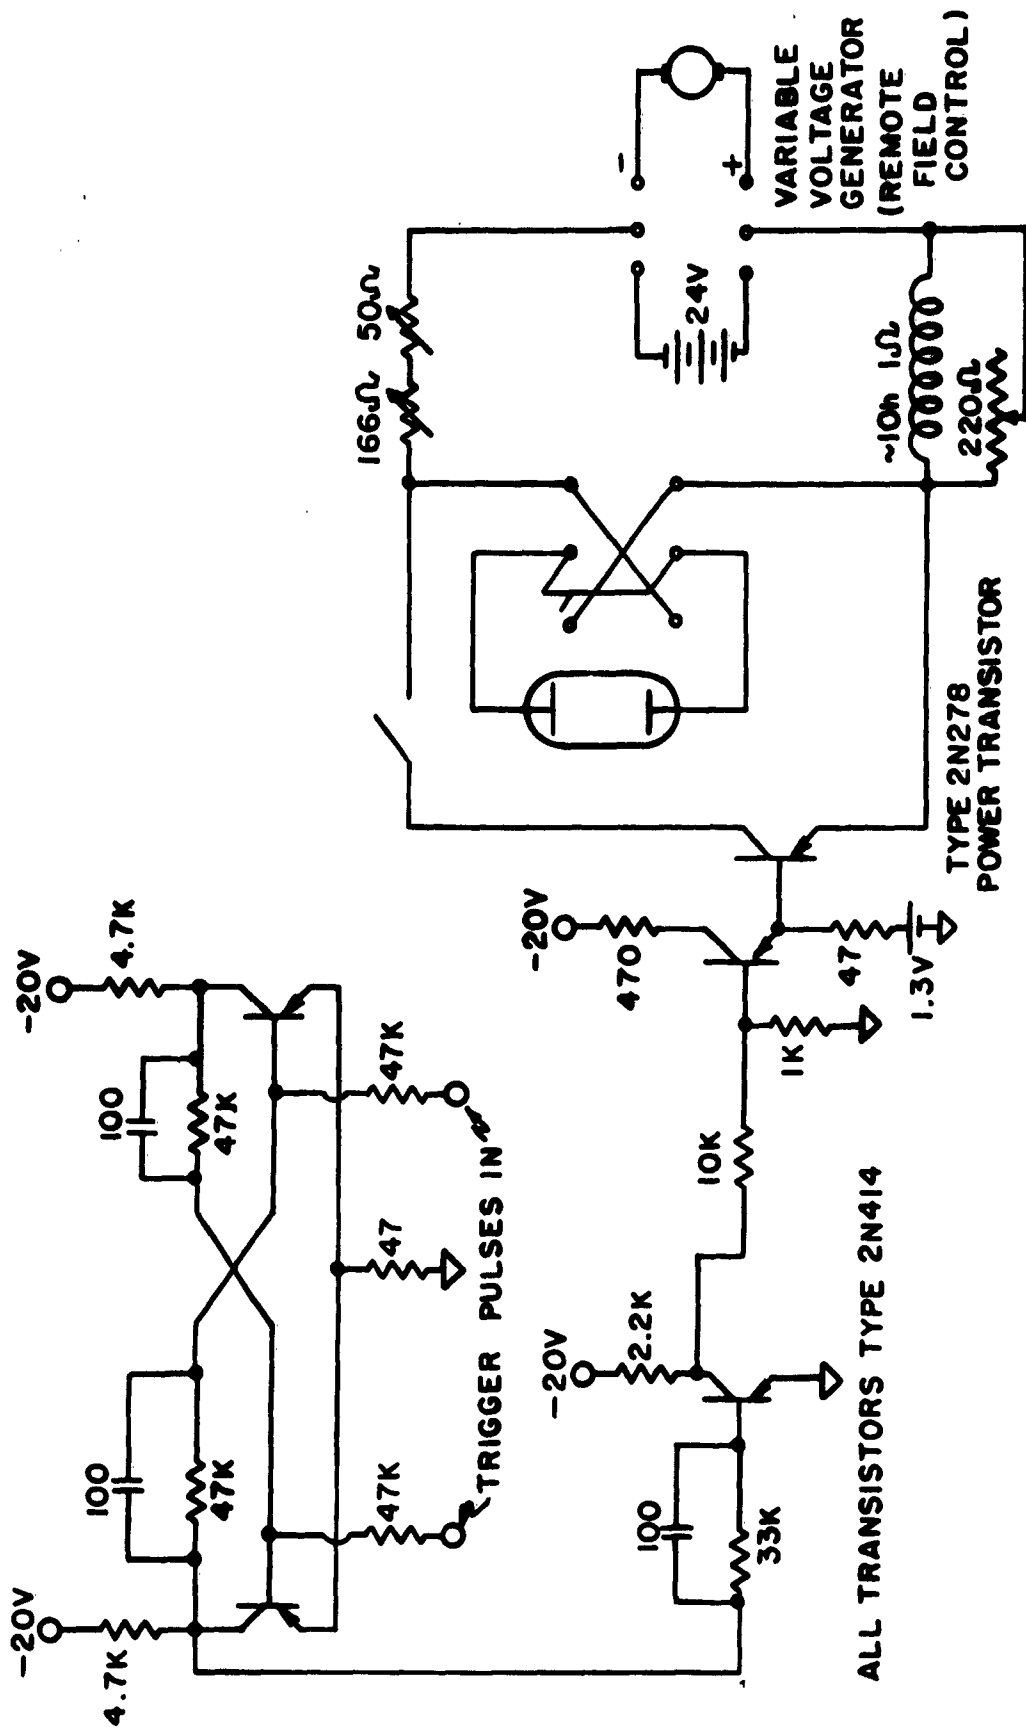 -20V
4.7K
100
47K
100
47K
-20V
4.7K
47K
47
47K
TRIGGER PULSES IN
-20V
2.2K
100
33K
10K
1K
-20V
470
47
1.3V
ALL TRANSISTORS TYPE 2N414
TYPE 2N278
POWER TRANSISTOR
166Ω
50Ω
-
+
24V
~10h 1Ω
220Ω
VARIABLE
VOLTAGE
GENERATOR
(REMOTE
FIELD
CONTROL)